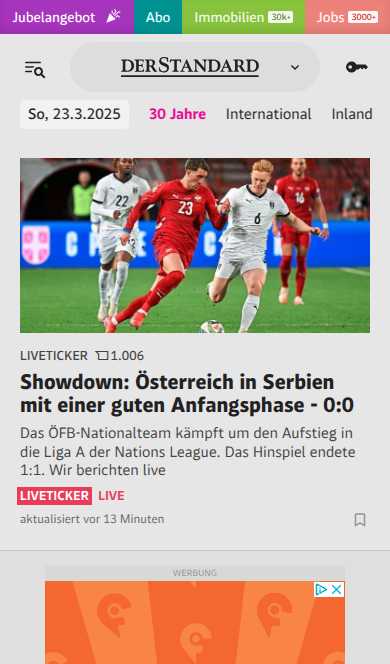 Jubelangebot Abo Immobilien 30k+ Jobs 3000+
DERSTANDARD
So, 23.3.2025 30 Jahre International Inland
22
23
6
16
LIVETICKER 1.006
Showdown: Österreich in Serbien
mit einer guten Anfangsphase - 0:0
Das ÖFB-Nationalteam kämpft um den Aufstieg in
die Liga A der Nations League. Das Hinspiel endete
1:1. Wir berichten live
LIVETICKER LIVE
aktualisiert vor 13 Minuten
WERBUNG